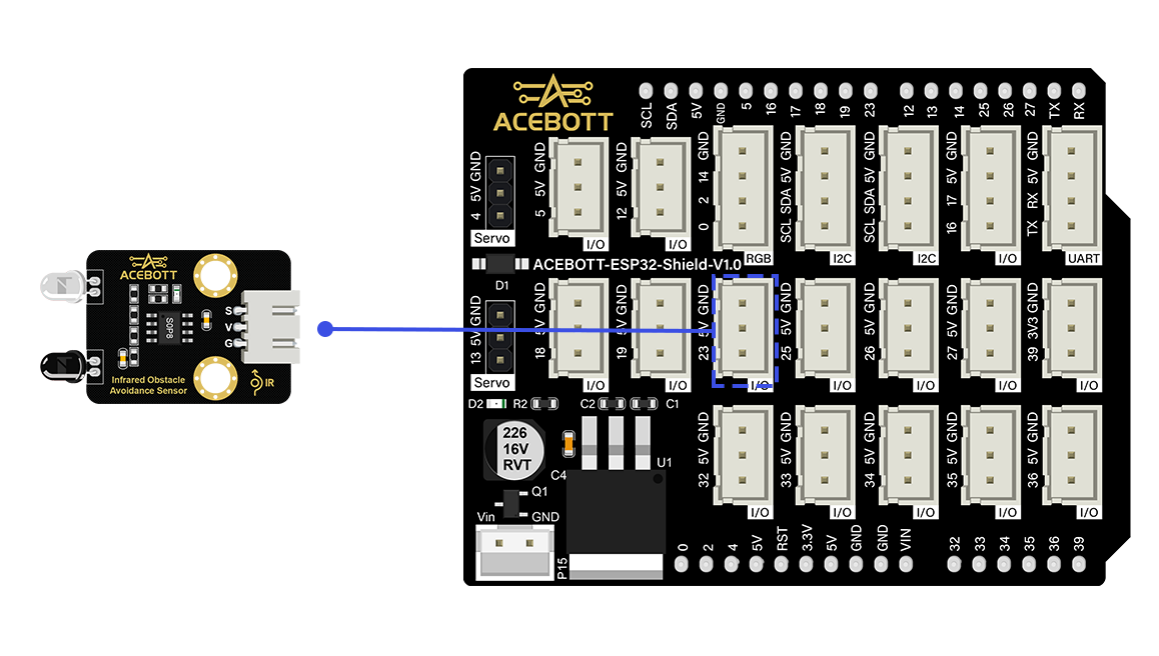 ACEBOTT
SOP8
S
V
G
Infrared Obstacle
Avoidance Sensor
IR
ACEBOTT
SCL
SDA
5V
GND
5
16
17
18
19
23
12
13
14
25
26
27
TX
RX
4 5V GND
Servo
5 5V GND
I/O
12 5V GND
I/O
0 2 14 GND
RGB
SCL SDA 5V GND
I2C
SCL SDA 5V GND
I2C
16 17 5V GND
I/O
TX RX 5V GND
UART
D1
ACEBOTT-ESP32-Shield-V1.0
13 5V GND
Servo
18 5V GND
I/O
19 5V GND
I/O
23 5V GND
I/O
25 5V GND
I/O
26 5V GND
I/O
27 5V GND
I/O
39 3V3 GND
I/O
D2
R2
C2
C1
226
16V
RVT
C4
U1
Q1
Vin
GND
P15
32 5V GND
I/O
33 5V GND
I/O
34 5V GND
I/O
35 5V GND
I/O
36 5V GND
I/O
0
2
4
5V
RST
3.3V
5V
GND
GND
VIN
32
33
34
35
36
39